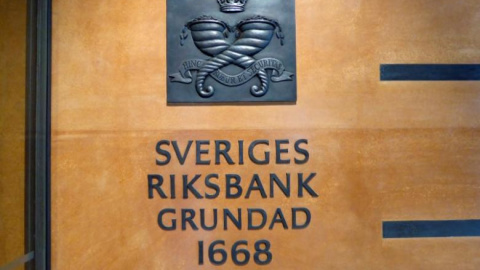 SVERIGES
RIKSBANK
GRUNDAD
1668